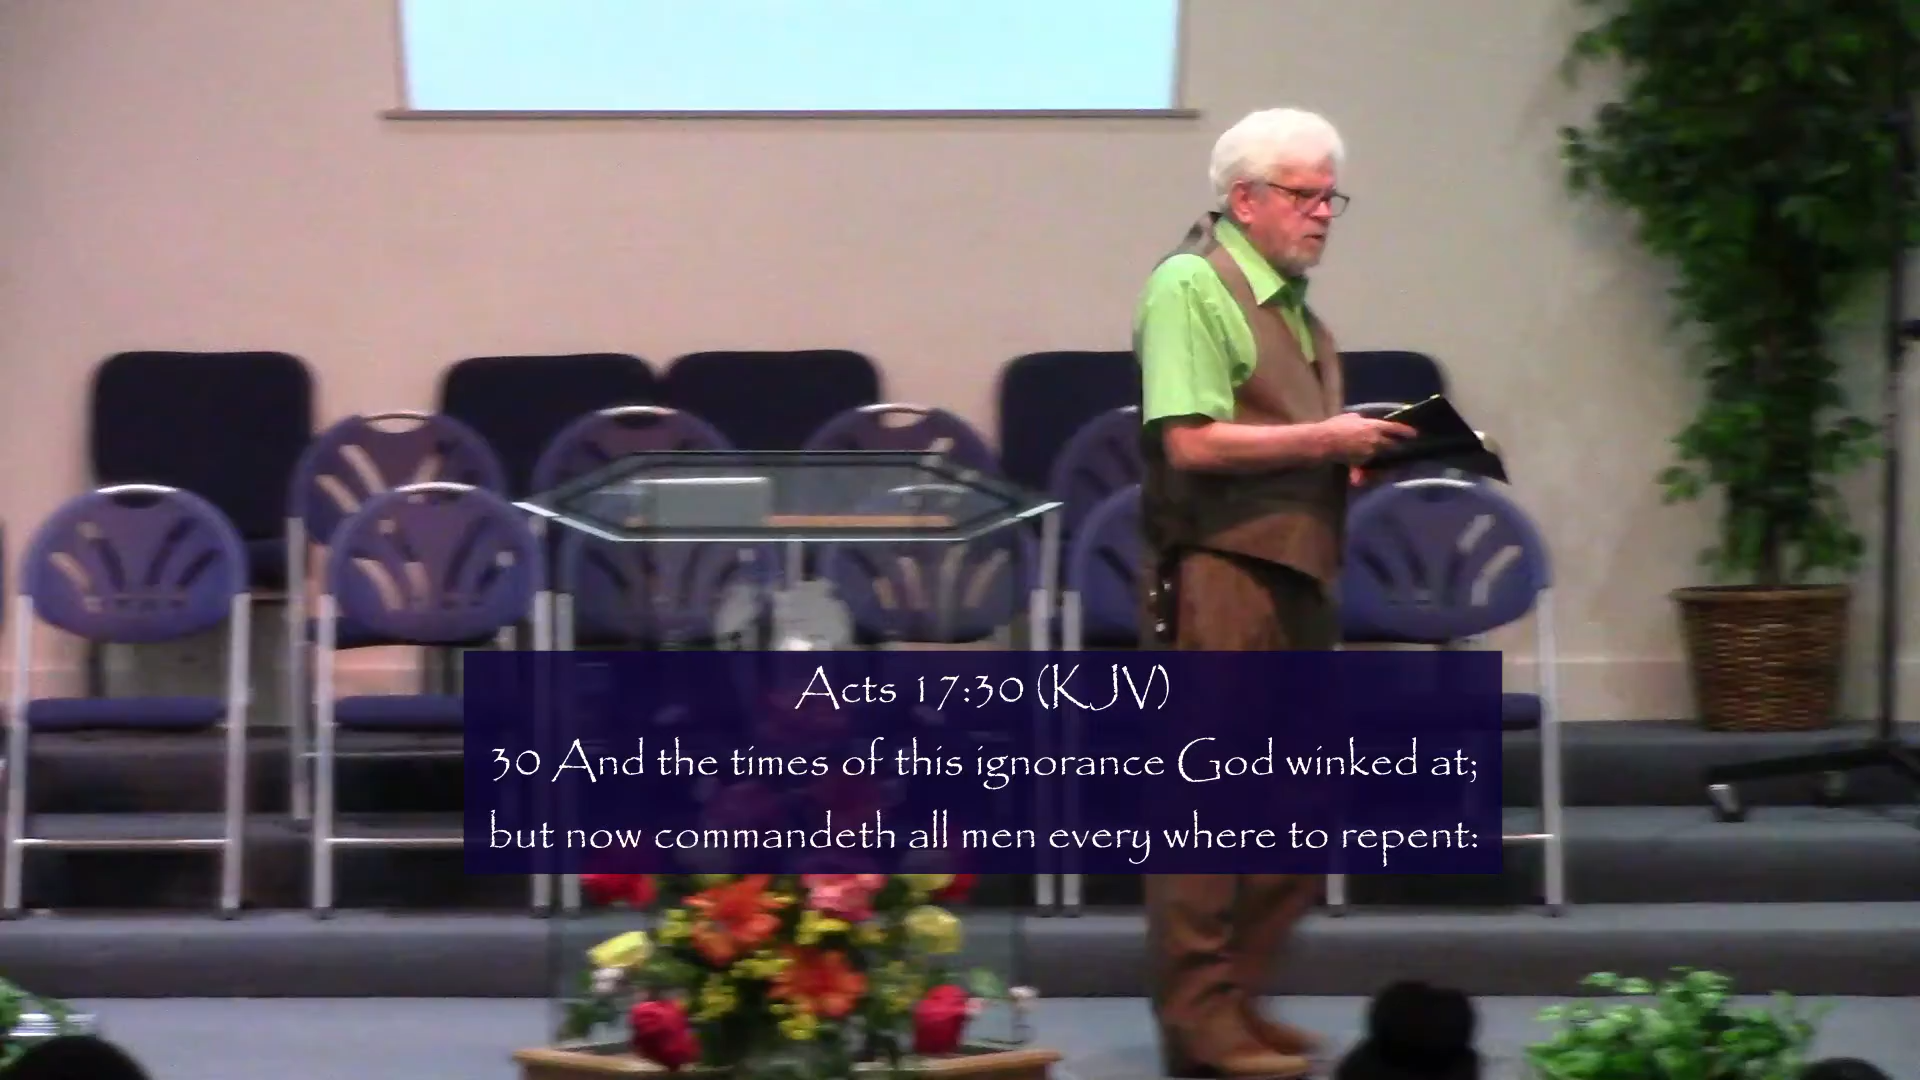 Acts 17:30 (KJV)
30 And the times of this ignorance God winked at;
but now commandeth all men every where to repent: